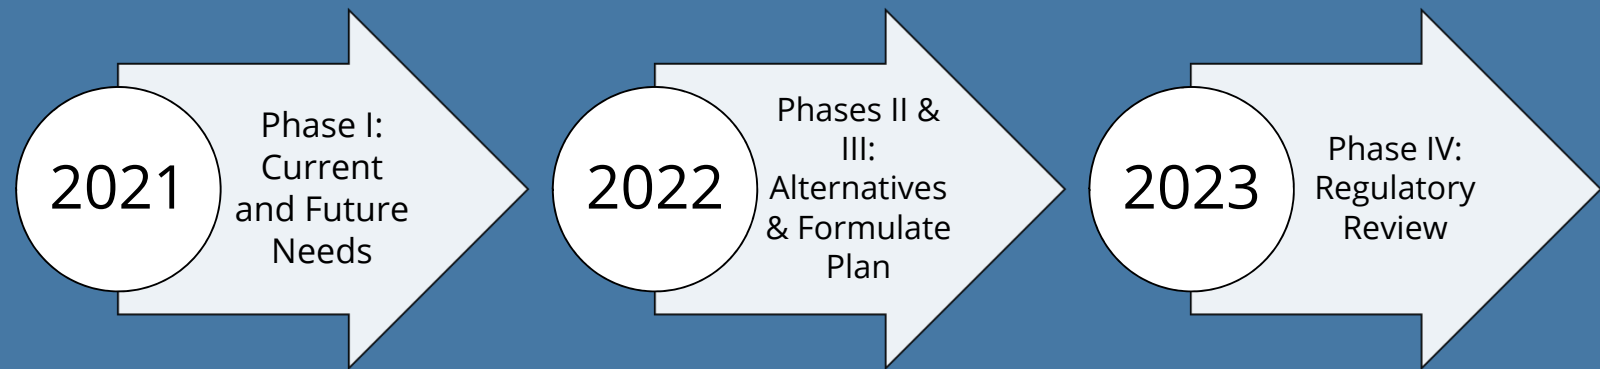 2021
Phase I:
Current
and Future
Needs
2022
Phases II &
III:
Alternatives
& Formulate
Plan
2023
Phase IV:
Regulatory
Review